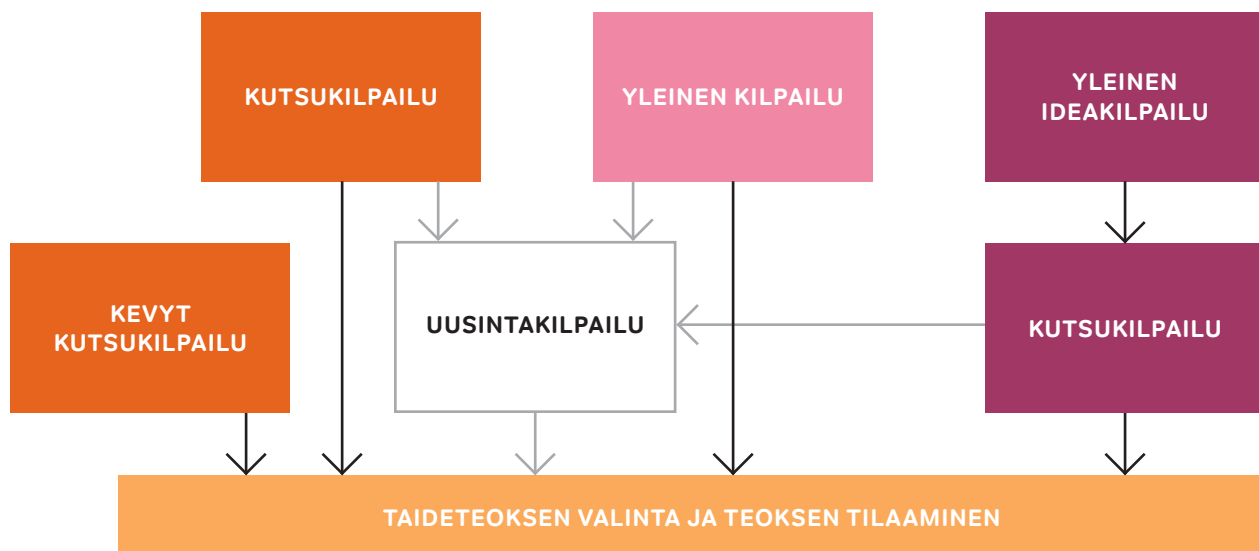 KUTSUKILPAILU
YLEINEN KILPAILU
YLEINEN
IDEAKILPAILU
KEVYT
KUTSUKILPAILU
UUSINTAKILPAILU
KUTSUKILPAILU
TAIDETEOKSEN VALINTA JA TEOKSEN TILAAMINEN